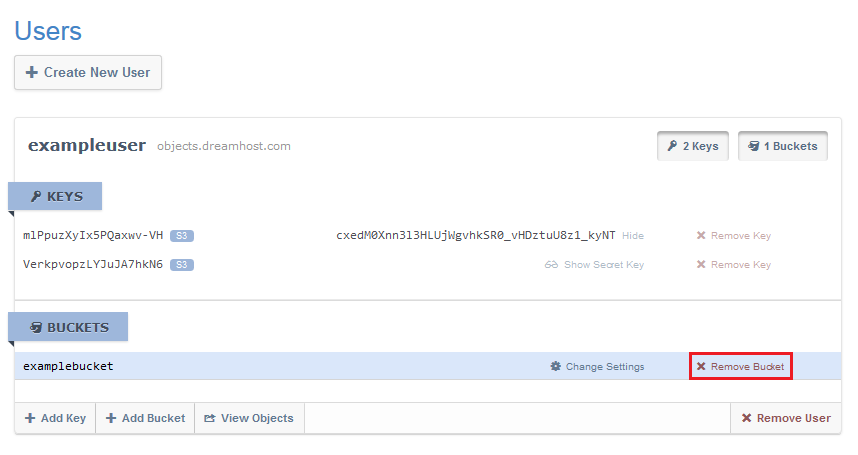 Users
Create New User
exampleuser objects.dreamhost.com 2 Keys 1 Buckets
KEYS
mlPpuzXyIx5PQaxwv-VH S3 cxedM0Xnn3l3HLUjWgvhkSR0_vHDztuU8z1_kyNT Hide Remove Key
VerkpvopzLYJuJA7hkN6 S3 Show Secret Key Remove Key
BUCKETS
examplebucket Change Settings Remove Bucket
Add Key Add Bucket View Objects Remove User